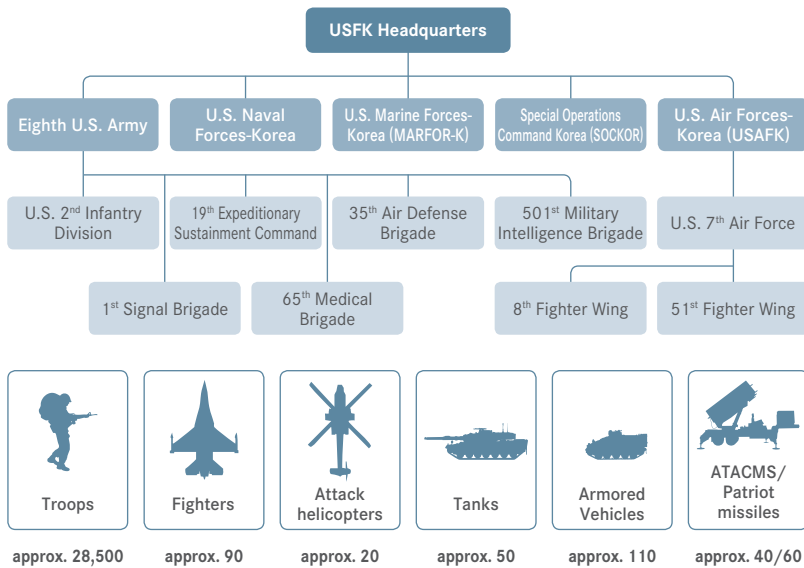 USFK Headquarters
Eighth U.S. Army
U.S. Naval
Forces-Korea
U.S. Marine Forces-
Korea (MARFOR-K)
Special Operations
Command Korea (SOCKOR)
U.S. Air Forces-
Korea (USAFK)
U.S. 2nd Infantry
Division
19th Expeditionary
Sustainment Command
35th Air Defense
Brigade
501st Military
Intelligence Brigade
U.S. 7th Air Force
1st Signal Brigade
65th Medical
Brigade
8th Fighter Wing
51st Fighter Wing
Troops
Fighters
Attack
helicopters
Tanks
Armored
Vehicles
ATACMS/
Patriot
missiles
approx. 28,500
approx. 90
approx. 20
approx. 50
approx. 110
approx. 40/60